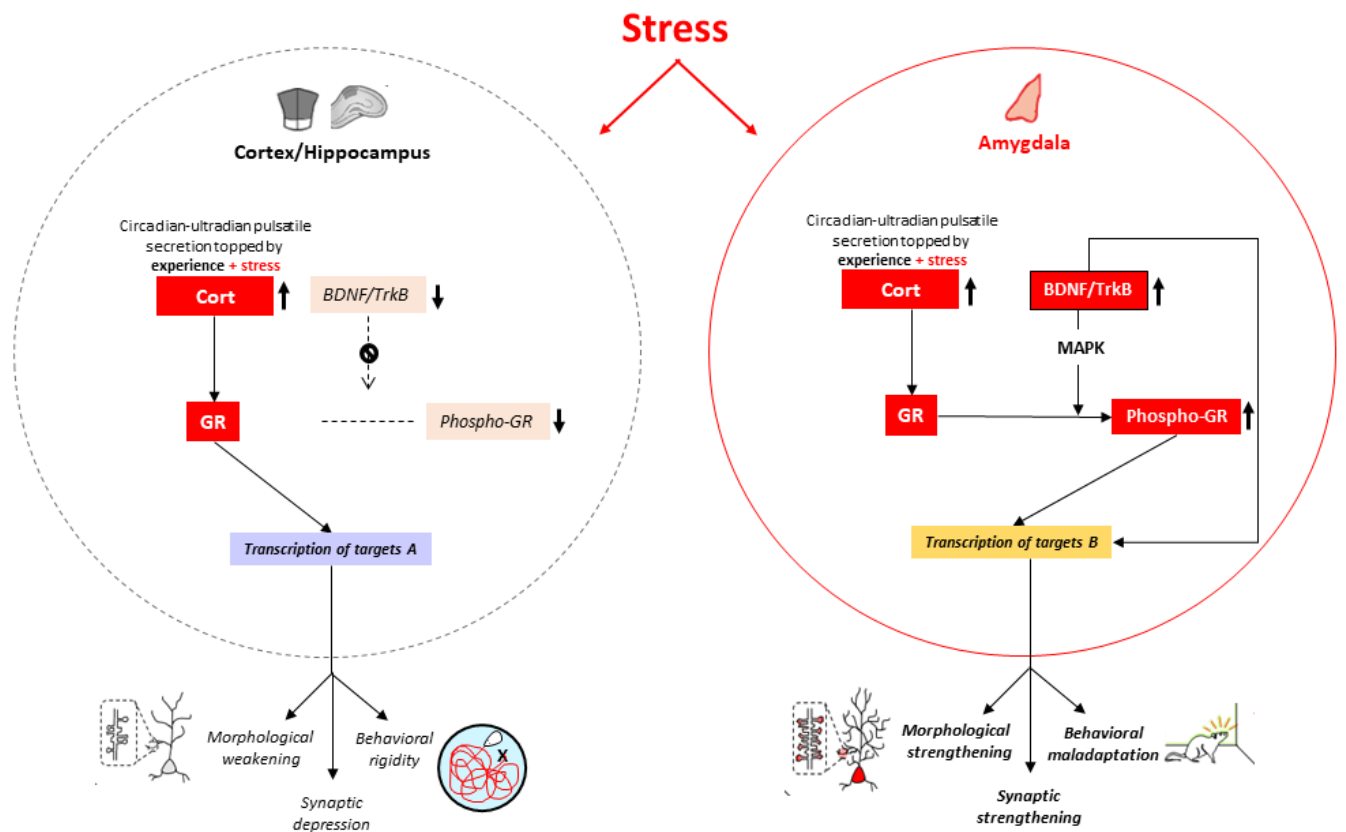 Stress
Cortex/Hippocampus
Circadian-ultradian pulsatile
secretion topped by
experience + stress
Cort
BDNF/TrkB
GR
Phospho-GR
Transcription of targets A
Morphological
weakening
Behavioral
rigidity
X
Synaptic
depression
Amygdala
Circadian-ultradian pulsatile
secretion topped by
experience + stress
Cort
BDNF/TrkB
MAPK
GR
Phospho-GR
Transcription of targets B
Morphological
strengthening
Behavioral
maladaptation
Synaptic
strengthening